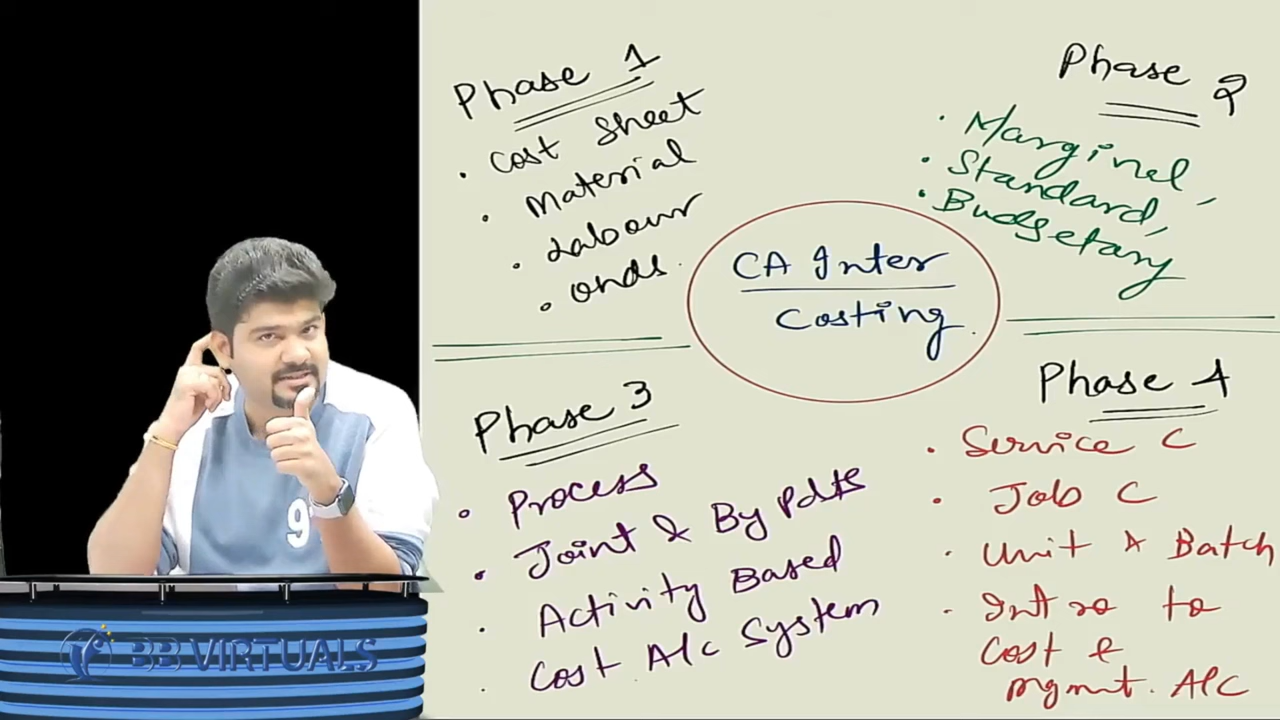 Phase 1
• Cost Sheet
• Material
• Labour
• OHDs.
Phase 2
• Marginal,
• Standard,
• Budgetary
CA Inter
Costing
Phase 3
• Process
• Joint & By Pdts
• Activity Based
• Cost A/c System
Phase 4
• Service C
• Job C
• Unit & Batch
• Intro to
Cost &
Mgmt. A/C
9
BB VIRTUALS